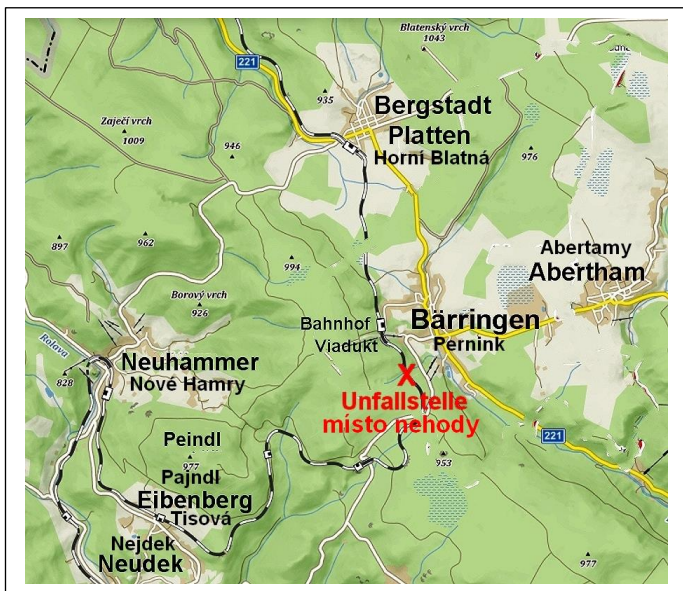 Blatenský vrch
1043
221
935
Bergstadt
Platten
Horní Blatná
Zaječí vrch
1009
946
976
897
962
994
Abertamy
Abertham
Borový vrch
926
Bahnhof
Viadukt
Bärringen
Pernink
Rolava
Neuhammer
Nové Hamry
828
X
Unfallstelle
místo nehody
221
Peindl
977
Pajndl
953
Eibenberg
Tisová
Nejdek
Neudek
977